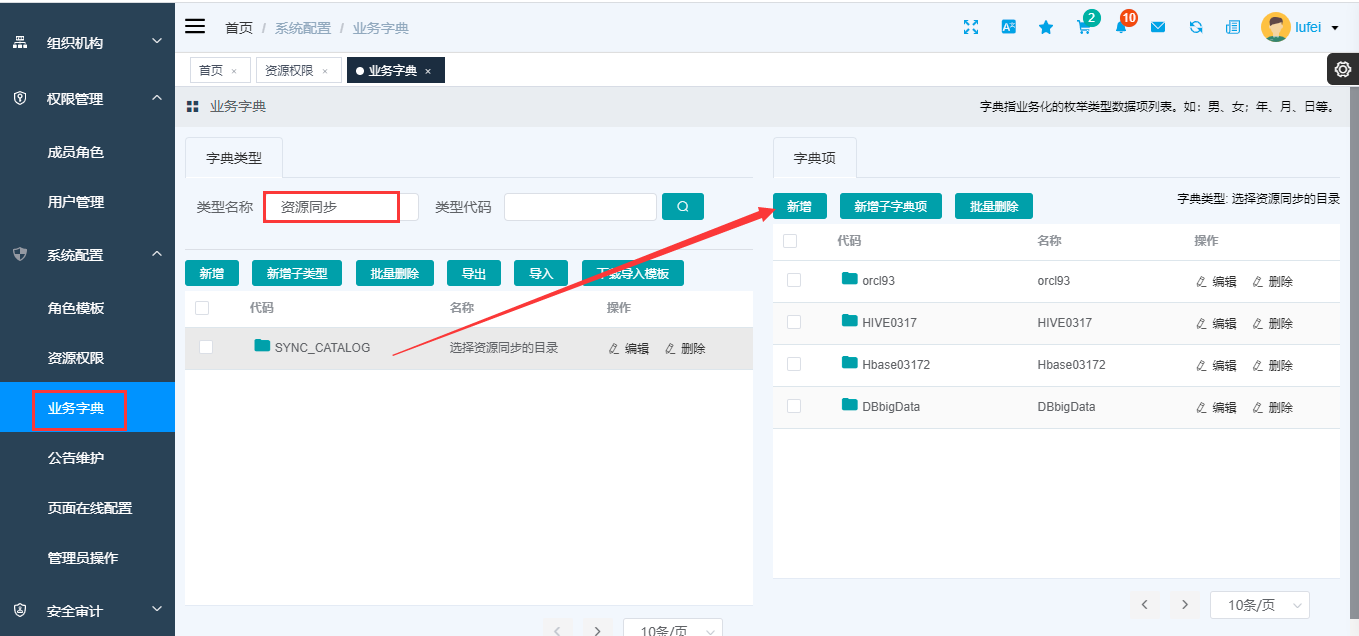 组织机构
权限管理
成员角色
用户管理
系统配置
角色模板
资源权限
业务字典
公告维护
页面在线配置
管理员操作
安全审计
首页 / 系统配置 / 业务字典
2
10
lufei
首页 ×
资源权限 ×
业务字典 ×
业务字典
字典指业务化的枚举类型数据项列表。如：男、女；年、月、日等。
字典类型
类型名称 资源同步 类型代码
新增 新增子类型 批量删除 导出 导入 下载导入模板
代码 名称 操作
SYNC_CATALOG 选择资源同步的目录 编辑 删除
10条/页
字典项
新增 新增子字典项 批量删除
字典类型: 选择资源同步的目录
代码 名称 操作
orcl93 orcl93 编辑 删除
HIVE0317 HIVE0317 编辑 删除
Hbase03172 Hbase03172 编辑 删除
DBbigData DBbigData 编辑 删除
10条/页